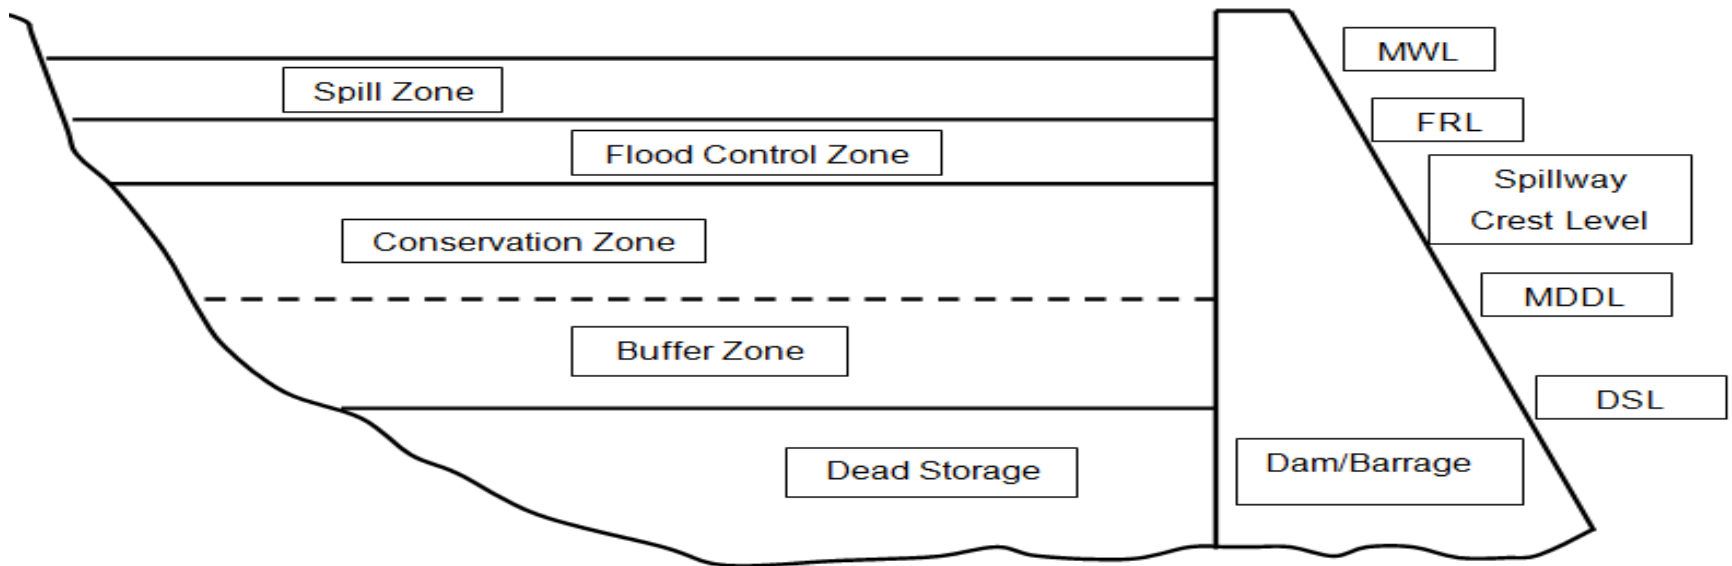 MWL
Spill Zone
FRL
Flood Control Zone
Spillway
Crest Level
Conservation Zone
MDDL
Buffer Zone
DSL
Dead Storage
Dam/Barrage